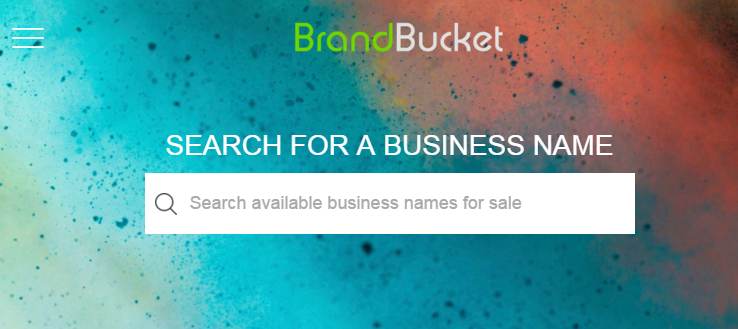 BrandBucket
SEARCH FOR A BUSINESS NAME
Search available business names for sale